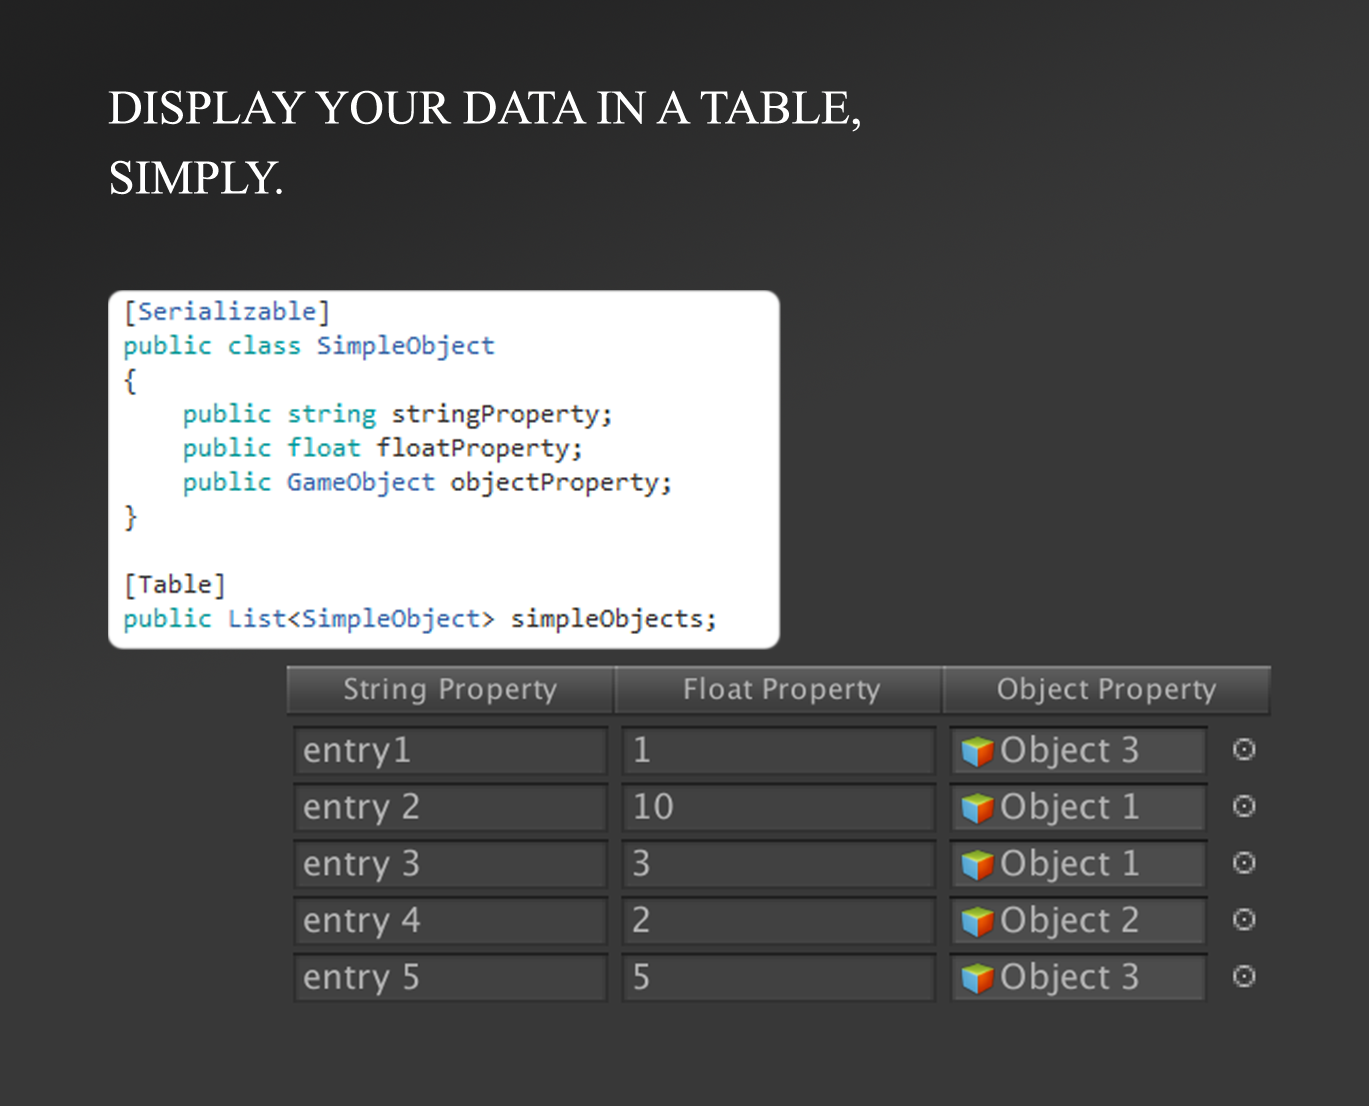 DISPLAY YOUR DATA IN A TABLE,
SIMPLY.
[Serializable]
public class SimpleObject
{
    public string stringProperty;
    public float floatProperty;
    public GameObject objectProperty;
}
[Table]
public List<SimpleObject> simpleObjects;
String Property Float Property Object Property
entry1 1 Object 3
entry 2 10 Object 1
entry 3 3 Object 1
entry 4 2 Object 2
entry 5 5 Object 3